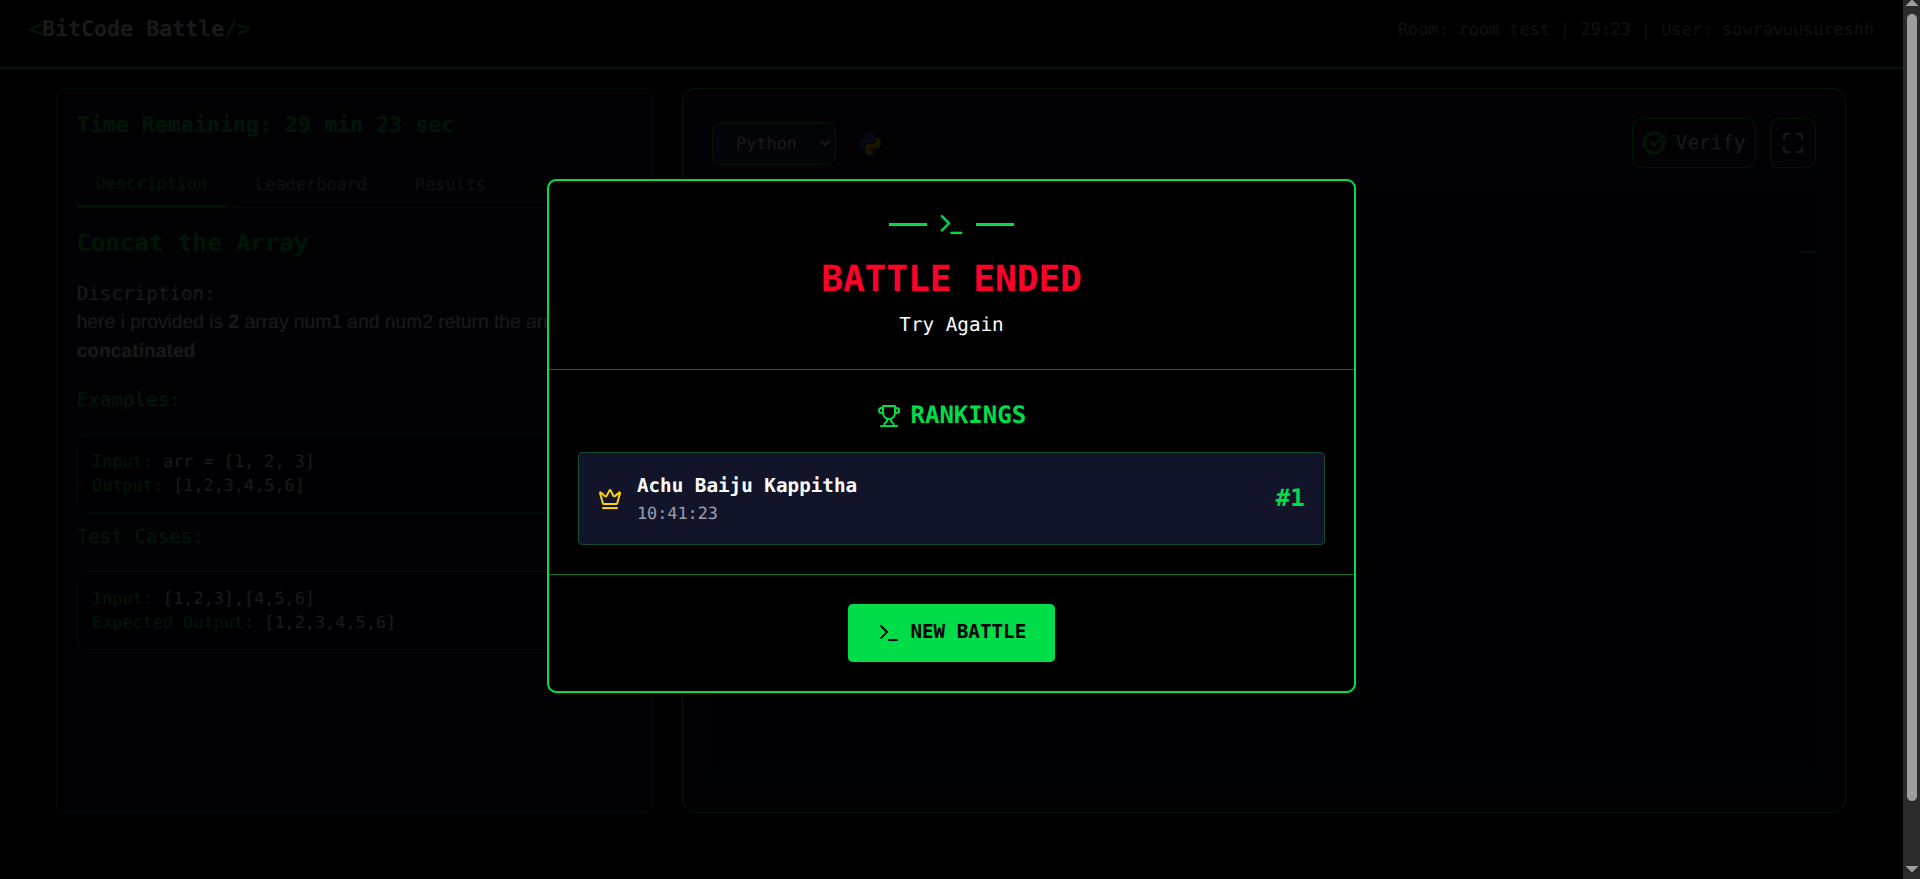 <BitCode Battle/>
Room: room test | 29:23 | User: sowravuusureshh
Time Remaining: 29 min 23 sec
Description Leaderboard Results
Concat the Array
Discription:
here i provided is 2 array num1 and num2 return the
concatinated
Examples:
Input: arr = [1, 2, 3]
Output: [1,2,3,4,5,6]
Test Cases:
Input: [1,2,3],[4,5,6]
Expected Output: [1,2,3,4,5,6]
Python
Verify
BATTLE ENDED
Try Again
RANKINGS
Achu Baiju Kappitha
10:41:23
#1
>_ NEW BATTLE